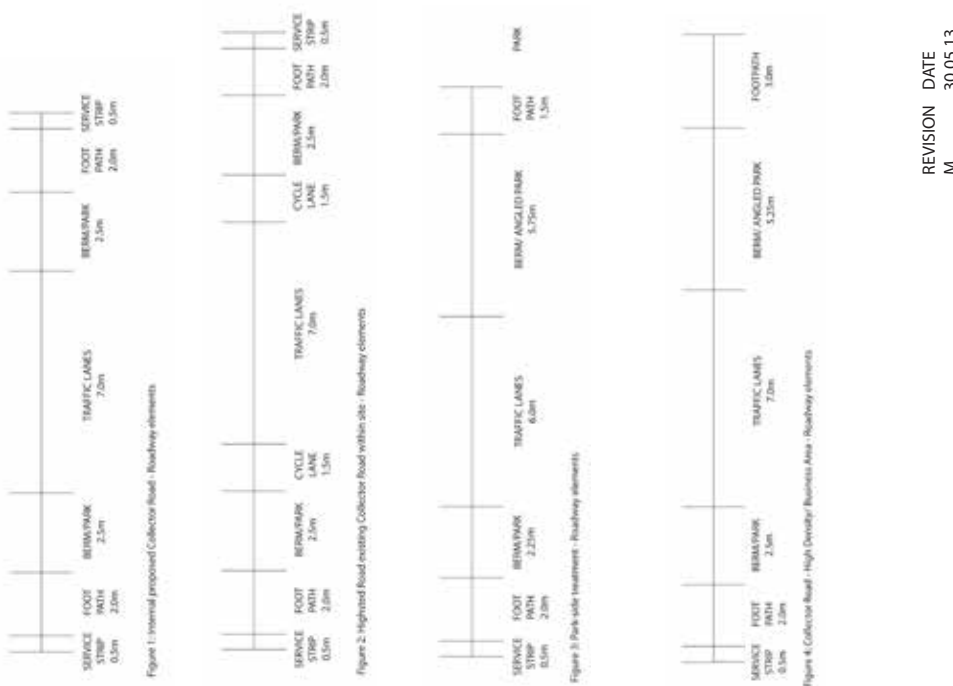 SERVICE STRIP 0.5m
FOOT PATH 2.0m
BERM/PARK 2.5m
TRAFFIC LANES 7.0m
BERM/PARK 2.5m
FOOT PATH 2.0m
SERVICE STRIP 0.5m
Figure 1: Internal proposed Collector Road - Roadway elements
SERVICE STRIP 0.5m
FOOT PATH 2.0m
BERM/PARK 2.5m
CYCLE LANE 1.5m
TRAFFIC LANES 7.0m
CYCLE LANE 1.5m
BERM/PARK 2.5m
FOOT PATH 2.0m
SERVICE STRIP 0.5m
Figure 2: Highsted Road existing Collector Road within site - Roadway elements
SERVICE STRIP 0.5m
FOOT PATH 2.0m
BERM/PARK 2.25m
TRAFFIC LANES 6.0m
BERM/ ANGLED PARK 5.75m
FOOT PATH 1.5m
PARK
Figure 3: Park-side treatment - Roadway elements
SERVICE STRIP 0.5m
FOOT PATH 2.0m
BERM/PARK 2.5m
TRAFFIC LANES 7.0m
BERM/ ANGLED PARK 5.25m
FOOTPATH 3.0m
Figure 4: Collector Road - High Density/ Business Area - Roadway elements
REVISION DATE
M 30.05.13